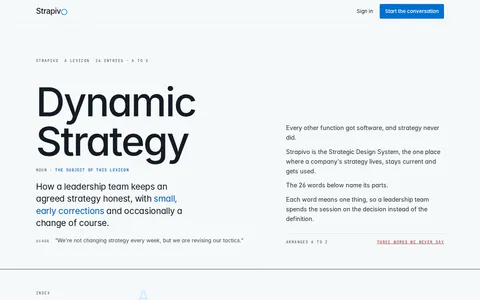 Strapivo
Sign in
Start the conversation
STRAPIVO A LEXICON 26 ENTRIES · A TO Z
Dynamic
Strategy
NOUN · THE SUBJECT OF THIS LEXICON
How a leadership team keeps an
agreed strategy honest, with small,
early corrections and occasionally a
change of course.
USAGE "We're not changing strategy every week, but we are revising our tactics."
Every other function got software, and strategy never
did.
Strapivo is the Strategic Design System, the one place
where a company's strategy lives, stays current and
gets used.
The 26 words below name its parts.
Each word means one thing, so a leadership team
spends the session on the decision instead of the
definition.
ARRANGED A TO Z
THREE WORDS WE NEVER SAY
INDEX
A